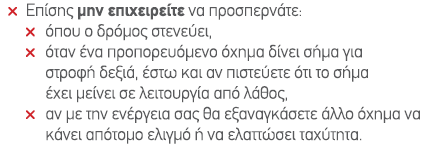 × Επίσης μην επιχειρείτε να προσπερνάτε:
× όπου ο δρόμος στενεύει,
× όταν ένα προπορευόμενο όχημα δίνει σήμα για
στροφή δεξιά, έστω και αν πιστεύετε ότι το σήμα
έχει μείνει σε λειτουργία από λάθος,
× αν με την ενέργεια σας θα εξαναγκάσετε άλλο όχημα να
κάνει απότομο ελιγμό ή να ελαττώσει ταχύτητα.